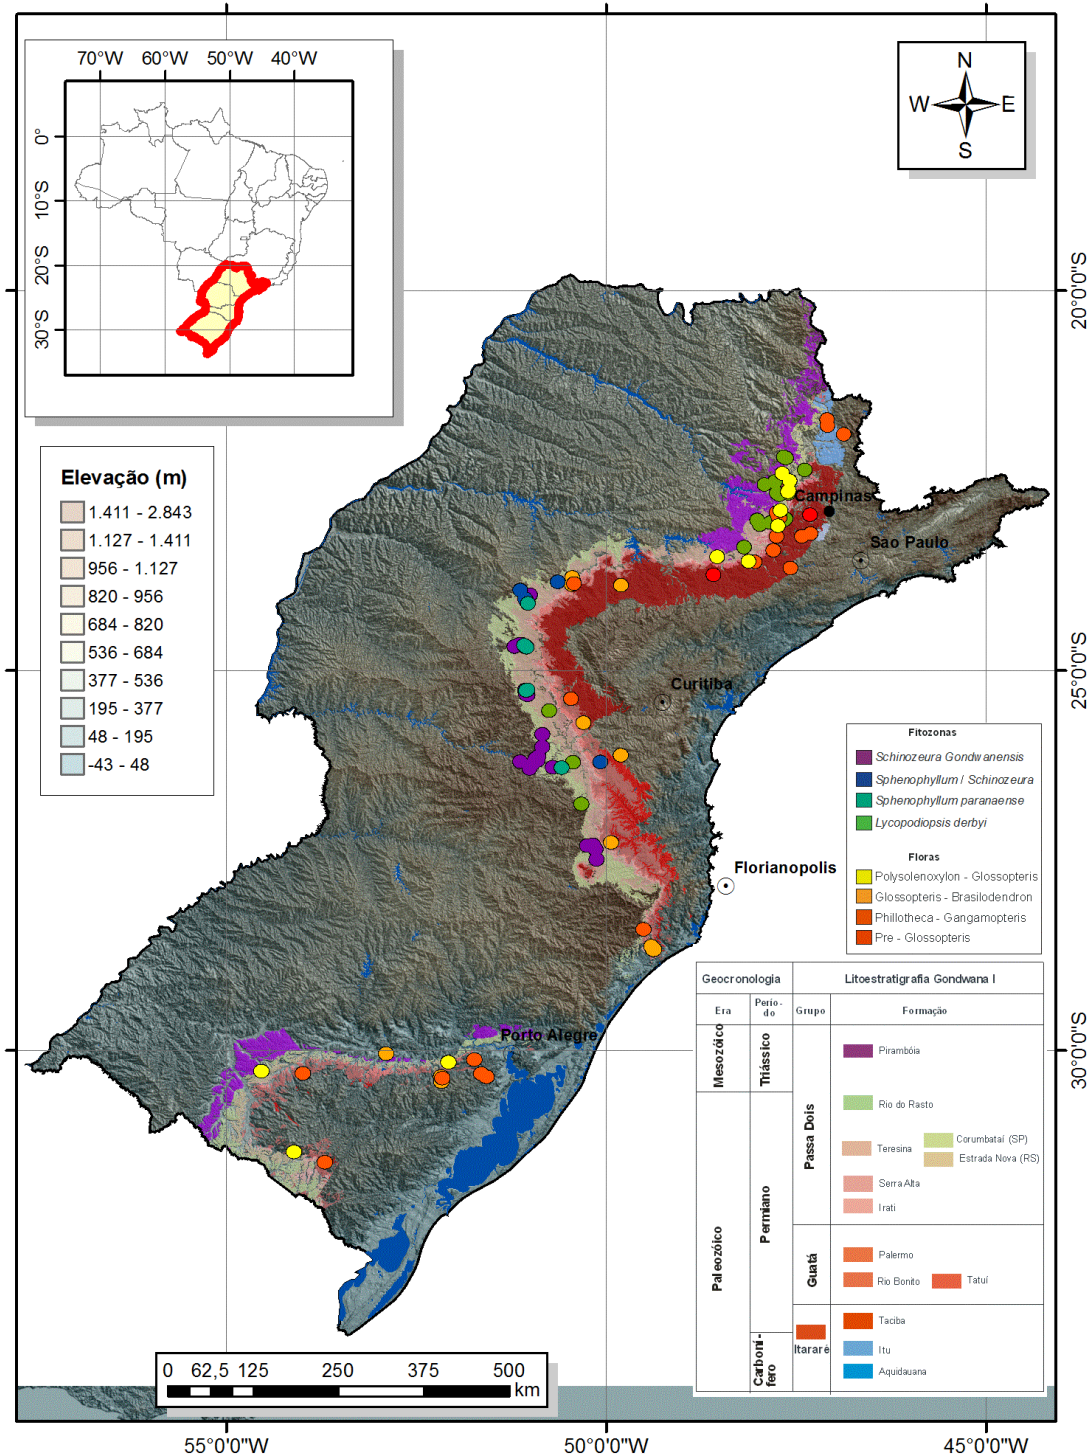 70°W 60°W 50°W 40°W
0°
10°S
20°S
30°S
N
W E
S
20°0'0"S
25°0'0"S
30°0'0"S
Elevação (m)
1.411 - 2.843
1.127 - 1.411
956 - 1.127
820 - 956
684 - 820
536 - 684
377 - 536
195 - 377
48 - 195
-43 - 48
Campinas
Sao Paulo
Curitiba
Florianopolis
Porto Alegre
Fitozonas
Schinozeura Gondwanensis
Sphenophyllum / Schinozeura
Sphenophyllum paranaense
Lycopodiopsis derbyi
Floras
Polysolenoxylon - Glossopteris
Glossopteris - Brasilodendron
Phillotheca - Gangamopteris
Pre - Glossopteris
Geocronologia Litoestratigrafia Gondwana I
Era Perio-
do Grupo Formação
Mesozóico Triássico
Pirambóia
Passa Dois
Rio do Rasto
Teresina Corumbataí (SP)
Estrada Nova (RS)
Serra Alta
Irati
Paleozóico Permiano
Guatá
Palermo
Rio Bonito Tatuí
Carboní-
fero
Itararé
Taciba
Itu
Aquidauana
0 62,5 125 250 375 500
km
55°0'0"W 50°0'0"W 45°0'0"W